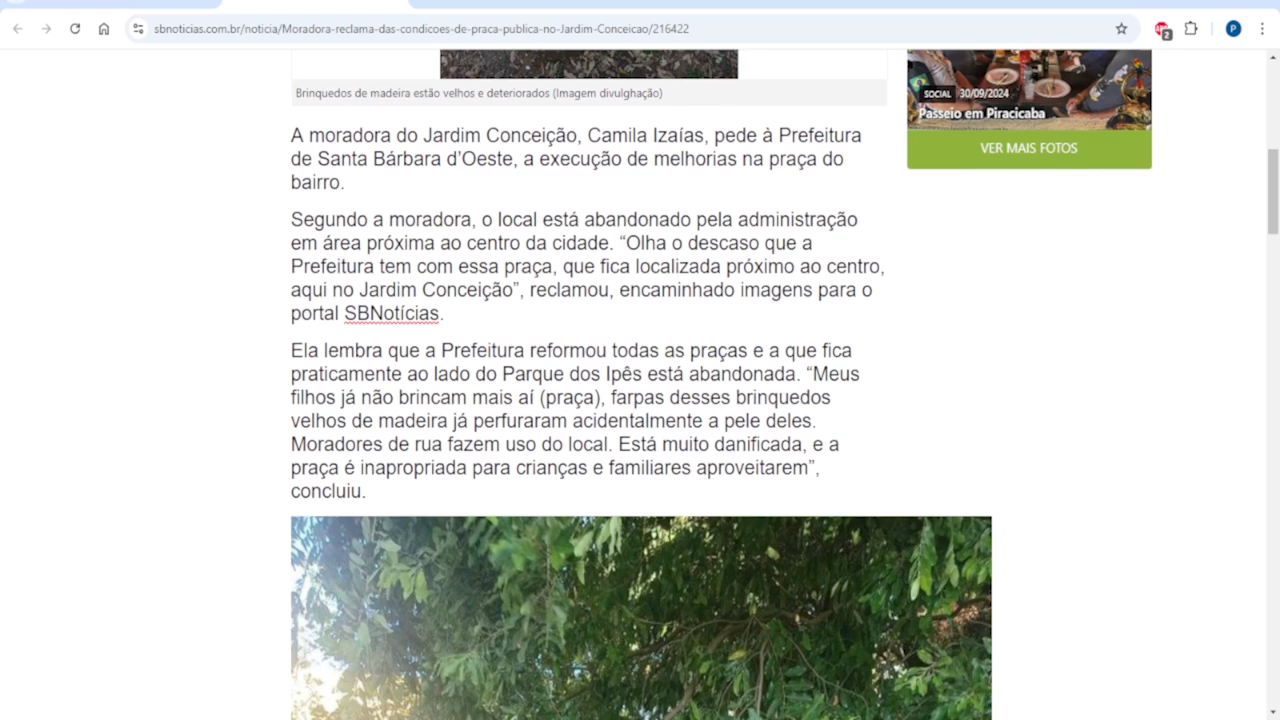 sbnoticias.com.br/noticia/Moradora-reclama-das-condicoes-de-praca-publica-no-Jardim-Conceicao/216422
2
P
Brinquedos de madeira estão velhos e deteriorados (Imagem divulghação)
A moradora do Jardim Conceição, Camila Izaías, pede à Prefeitura
de Santa Bárbara d’Oeste, a execução de melhorias na praça do
bairro.
Segundo a moradora, o local está abandonado pela administração
em área próxima ao centro da cidade. “Olha o descaso que a
Prefeitura tem com essa praça, que fica localizada próximo ao centro,
aqui no Jardim Conceição”, reclamou, encaminhado imagens para o
portal SBNotícias.
Ela lembra que a Prefeitura reformou todas as praças e a que fica
praticamente ao lado do Parque dos Ipês está abandonada. “Meus
filhos já não brincam mais aí (praça), farpas desses brinquedos
velhos de madeira já perfuraram acidentalmente a pele deles.
Moradores de rua fazem uso do local. Está muito danificada, e a
praça é inapropriada para crianças e familiares aproveitarem”,
concluiu.
SOCIAL 30/09/2024
Passeio em Piracicaba
VER MAIS FOTOS